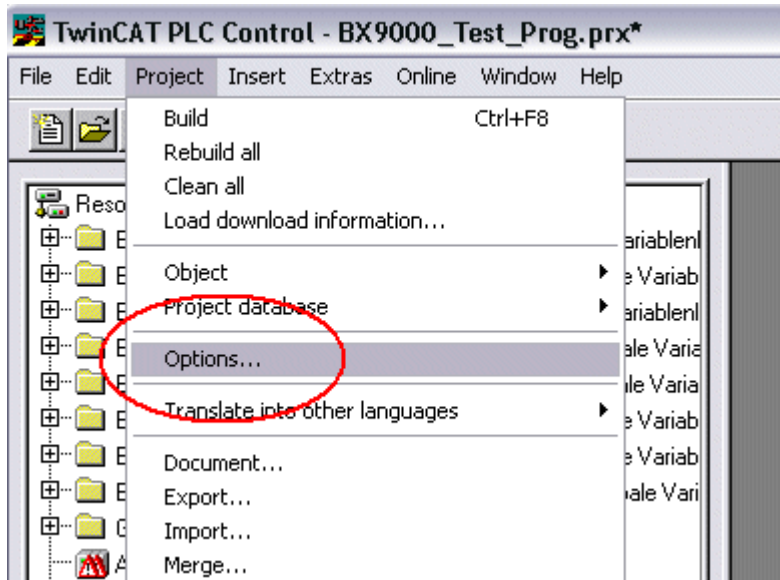 TwinCAT PLC Control - BX9000_Test_Prog.prx*
File Edit Project Insert Extras Online Window Help
Build Ctrl+F8
Rebuild all
Clean all
Load download information...
Object
Project database
Options...
Translate into other languages
Document...
Export...
Import...
Merge...